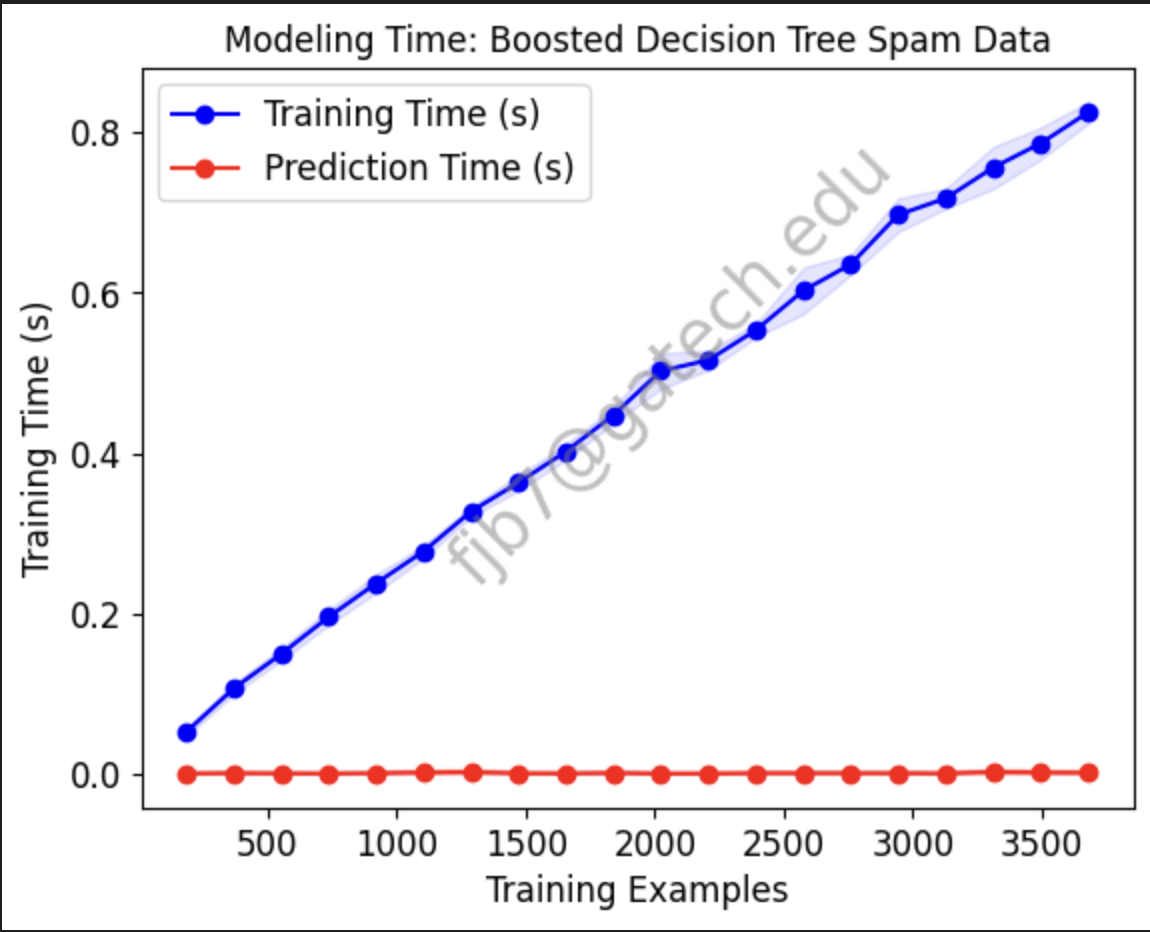 Modeling Time: Boosted Decision Tree Spam Data
Training Time (s)
Prediction Time (s)
Training Time (s)
0.8
0.6
0.4
0.2
0.0
fjb7@gatech.edu
500 1000 1500 2000 2500 3000 3500
Training Examples